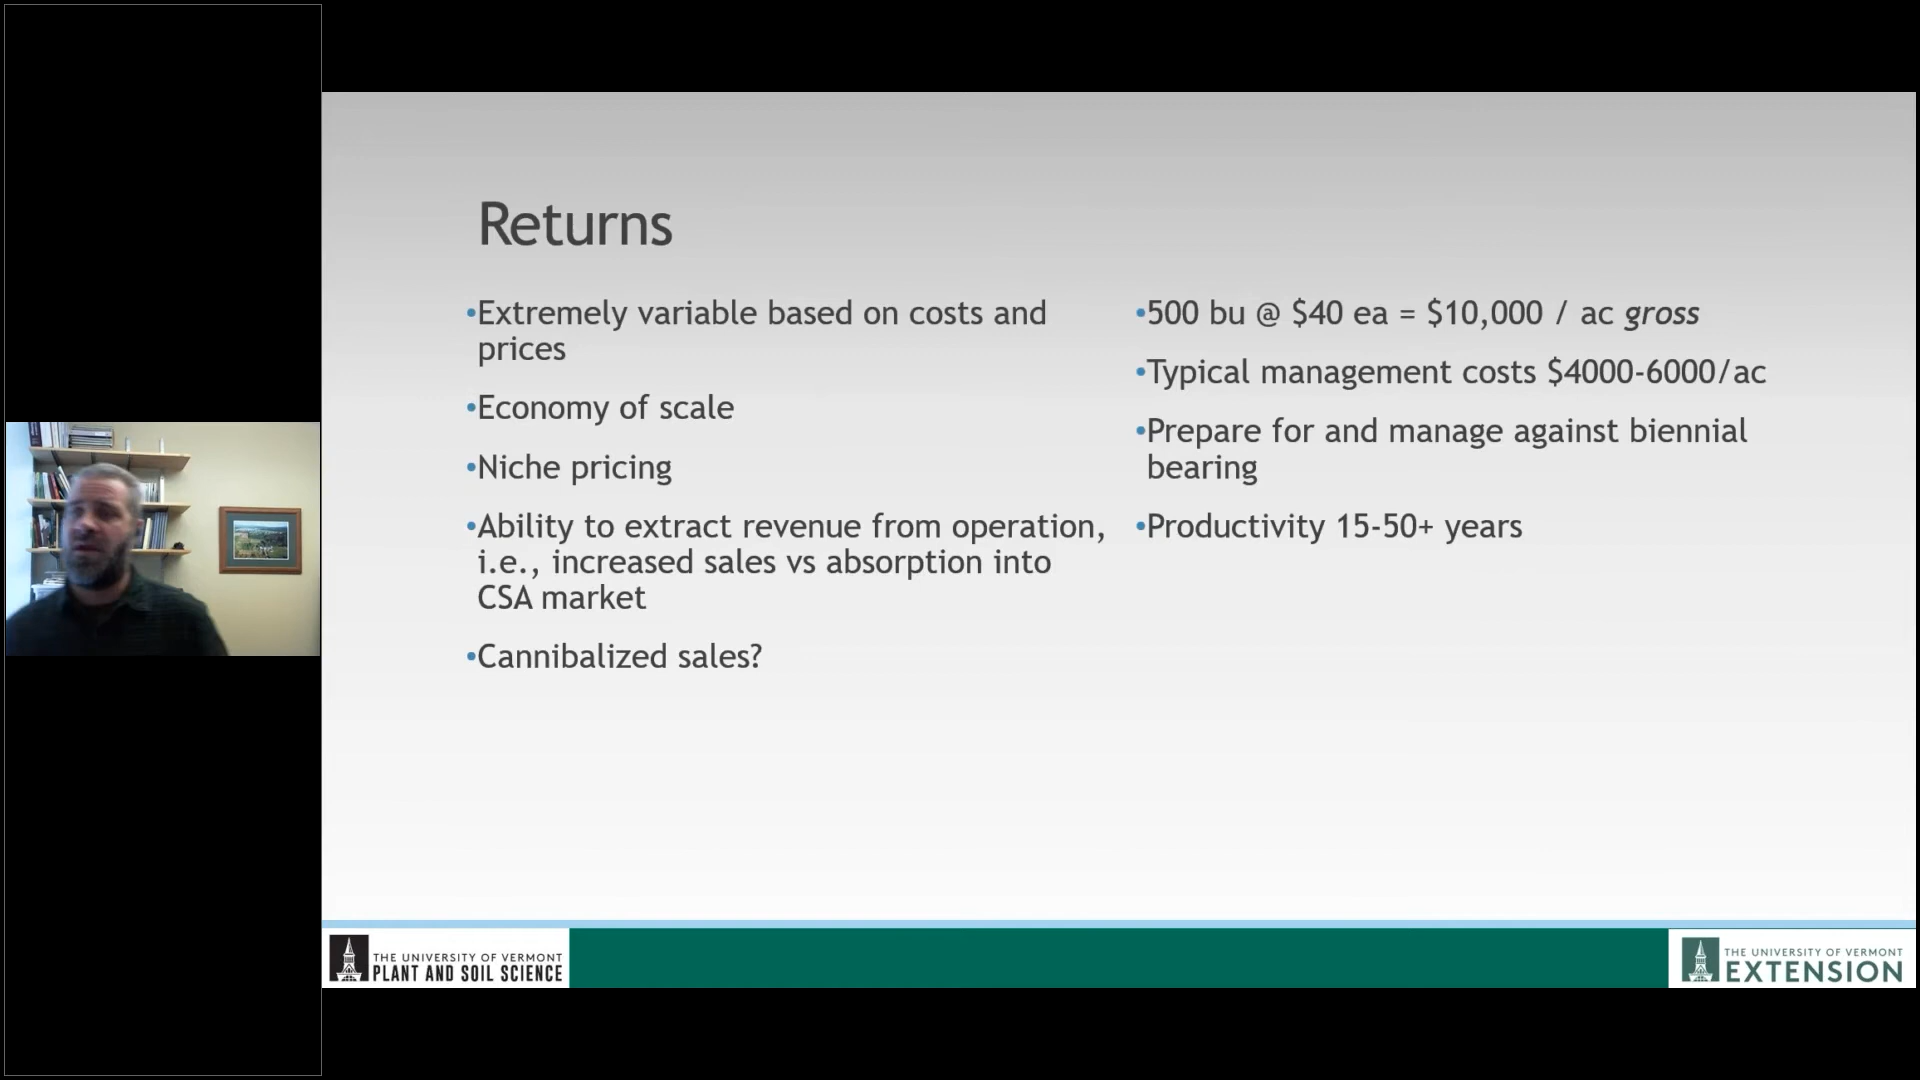 Returns
•Extremely variable based on costs and
prices
•Economy of scale
•Niche pricing
•Ability to extract revenue from operation,
i.e., increased sales vs absorption into
CSA market
•Cannibalized sales?
•500 bu @ $40 ea = $10,000 / ac gross
•Typical management costs $4000-6000/ac
•Prepare for and manage against biennial
bearing
•Productivity 15-50+ years
THE UNIVERSITY OF VERMONT
PLANT AND SOIL SCIENCE
THE UNIVERSITY OF VERMONT
EXTENSION